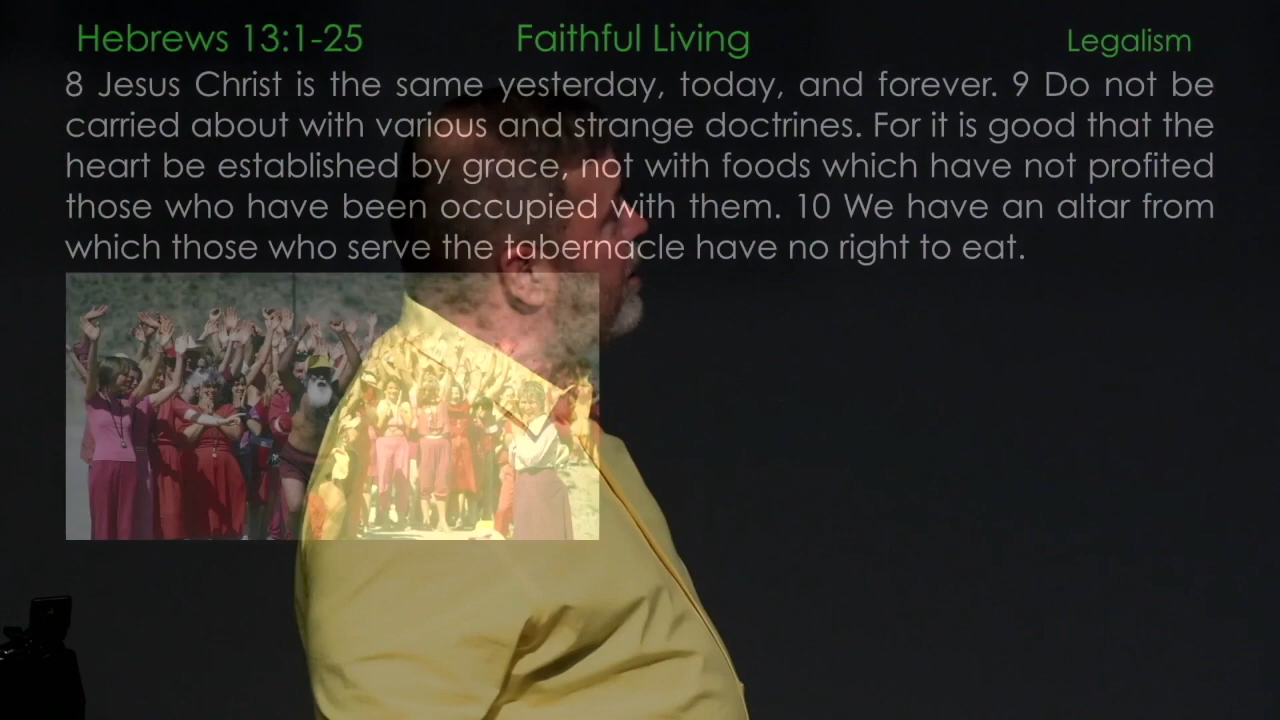 Hebrews 13:1-25 Faithful Living Legalism
8 Jesus Christ is the same yesterday, today, and forever. 9 Do not be
carried about with various and strange doctrines. For it is good that the
heart be established by grace, not with foods which have not profited
those who have been occupied with them. 10 We have an altar from
which those who serve the tabernacle have no right to eat.